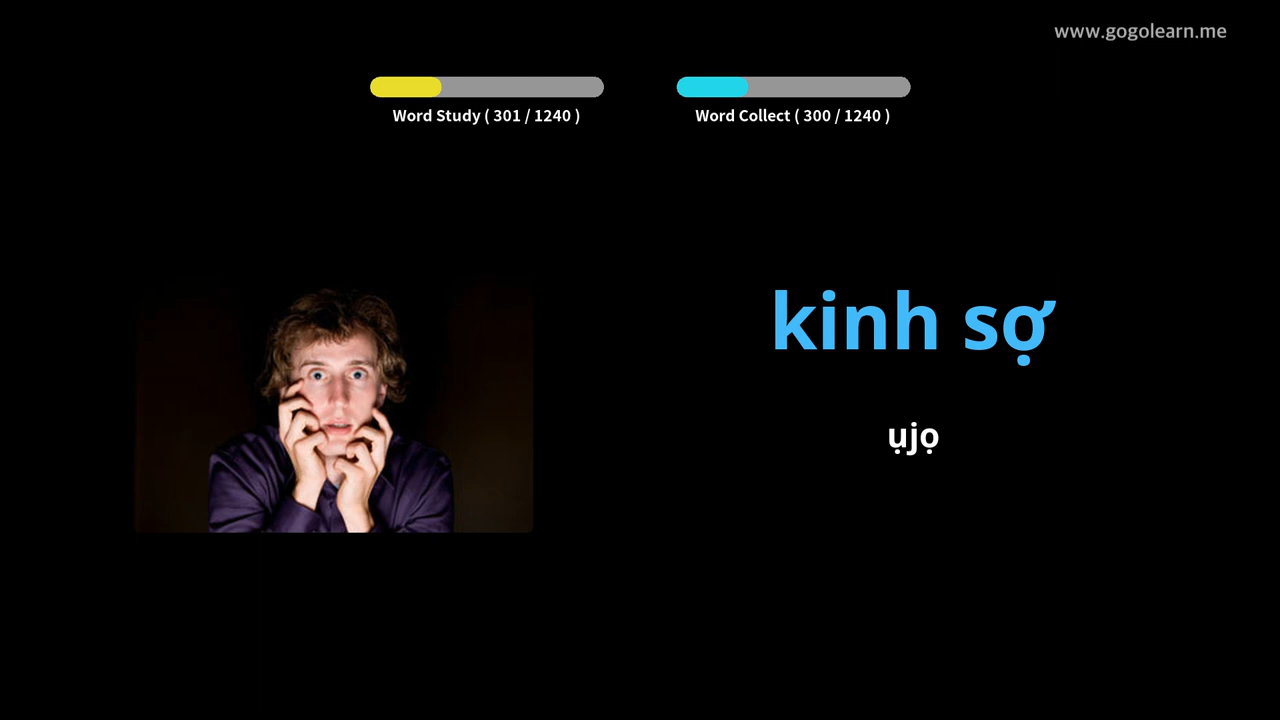 www.gogolearn.me
Word Study ( 301 / 1240 )
Word Collect ( 300 / 1240 )
kinh sợ
ụjọ